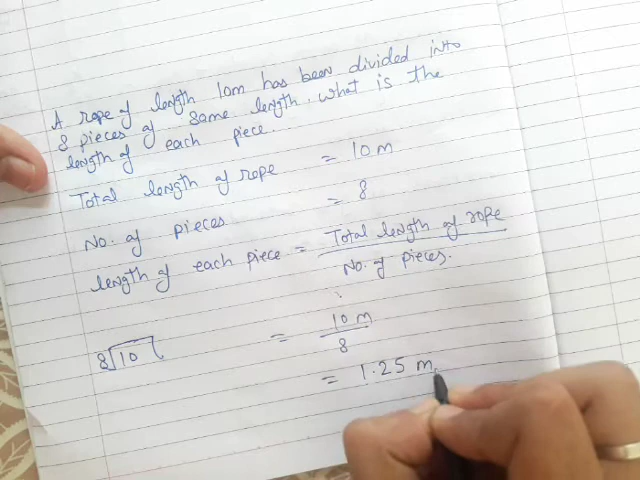 A rope of length 10m has been divided into
8 pieces of same length. what is the
length of each piece.
Total length of rope = 10 m
No. of pieces = 8
length of each piece = Total length of rope
No. of pieces.
8 10 = 10 m
8
= 1.25 m